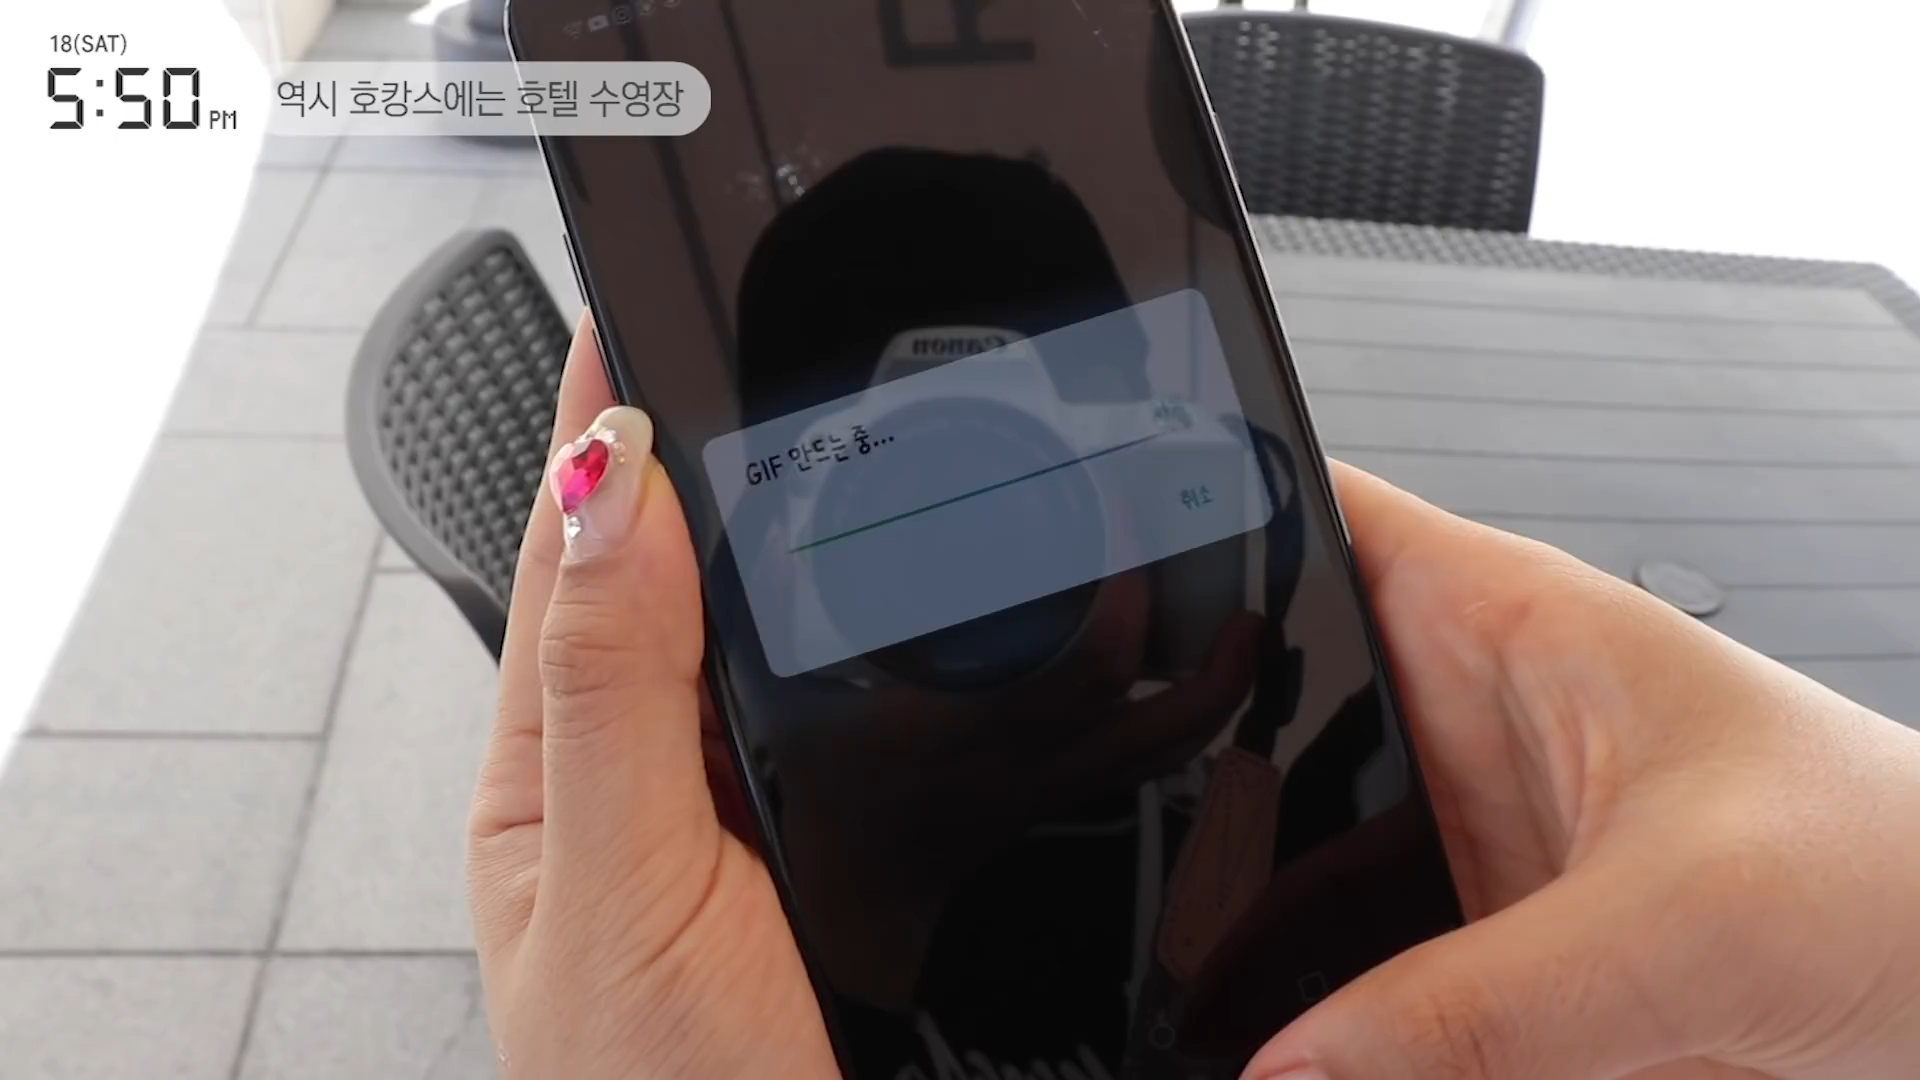 18(SAT)
5:50 PM
역시 호캉스에는 호텔 수영장
Canon
GIF 만드는 중...
취소